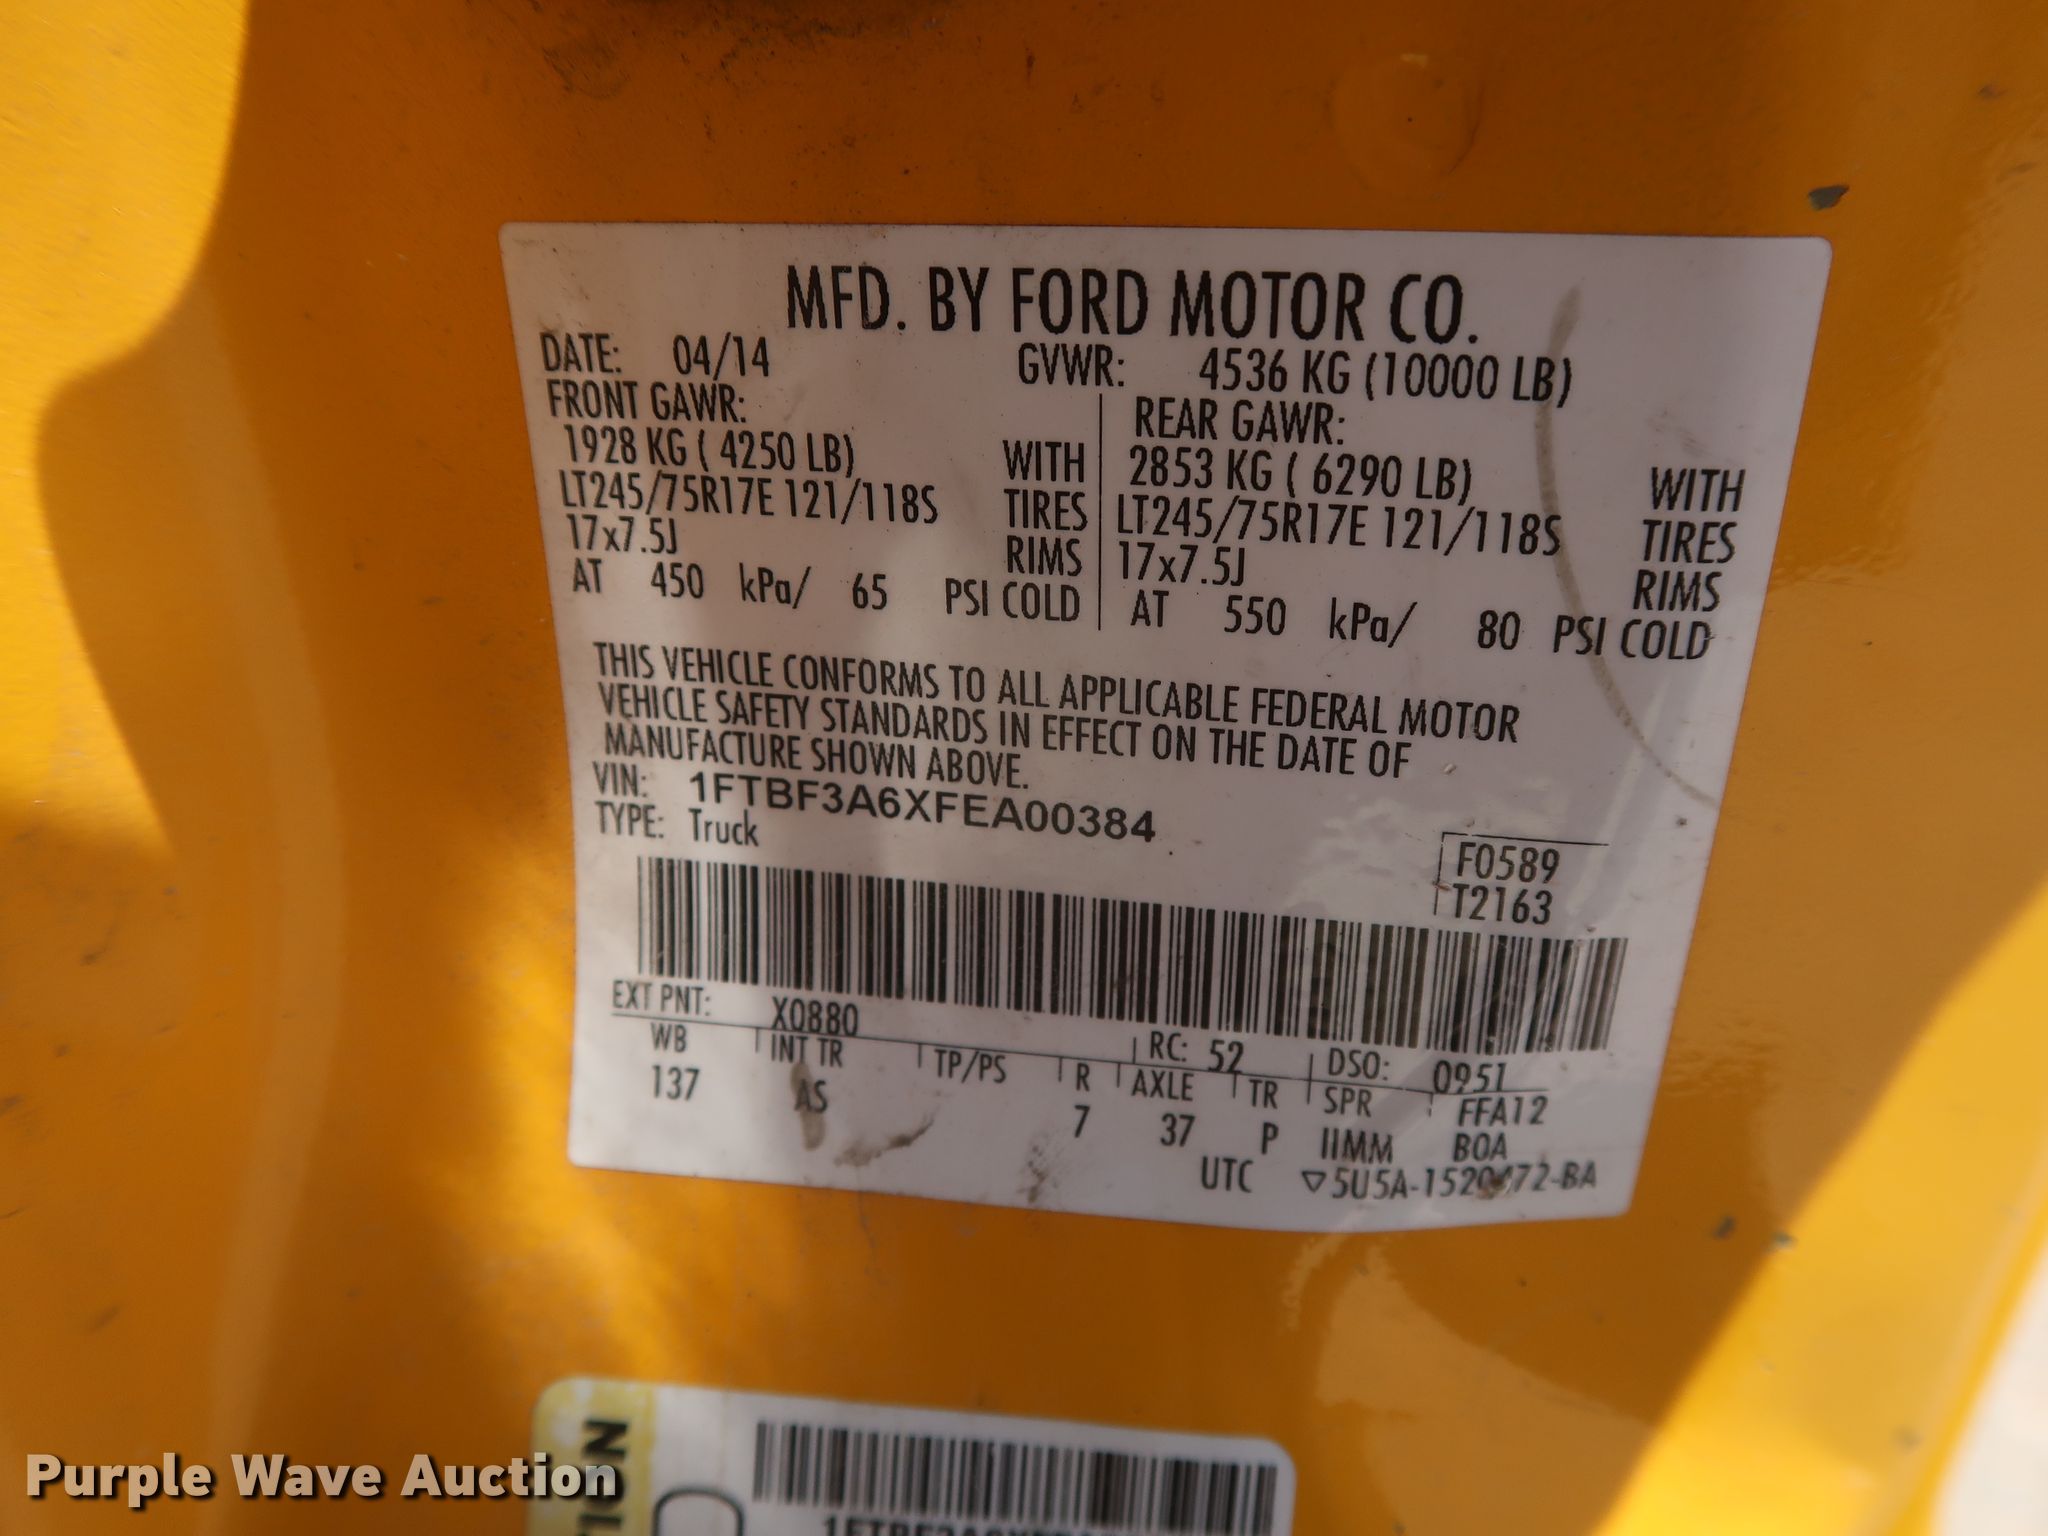 MFD. BY FORD MOTOR CO.
DATE: 04/14 GVWR: 4536 KG (10000 LB)
FRONT GAWR: REAR GAWR:
1928 KG ( 4250 LB) WITH 2853 KG ( 6290 LB) WITH
LT245/75R17E 121/118S TIRES LT245/75R17E 121/118S TIRES
17x7.5J RIMS 17x7.5J RIMS
AT 450 kPa/ 65 PSI COLD AT 550 kPa/ 80 PSI COLD
THIS VEHICLE CONFORMS TO ALL APPLICABLE FEDERAL MOTOR
VEHICLE SAFETY STANDARDS IN EFFECT ON THE DATE OF
MANUFACTURE SHOWN ABOVE.
VIN: 1FTBF3A6XFEA00384
TYPE: Truck
F0589
T2163
EXT PNT: X0880 RC: 52 DSO: 0951
WB INT TR TP/PS R AXLE TR SPR FFA12
137 AS 7 37 P IIMM BOA
UTC ▽5U5A-1520472-BA
Purple Wave Auction